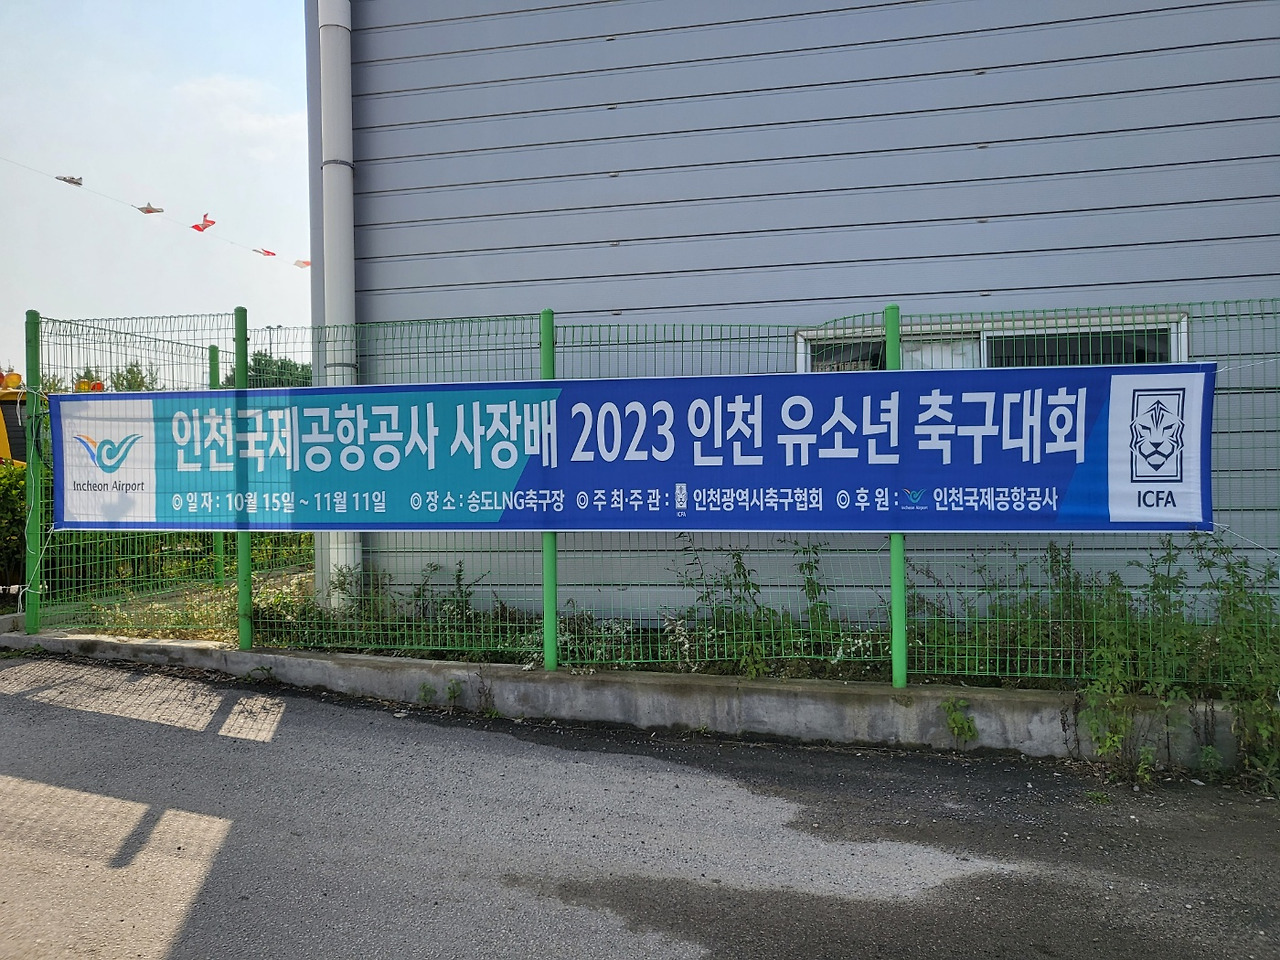 인천국제공항공사 사장배 2023 인천 유소년 축구대회
Incheon Airport
◎ 일 자 : 10월 15일 ~ 11월 11일 ◎ 장 소 : 송도LNG축구장 ◎ 주 최·주 관 : ICFA 인천광역시축구협회 ◎ 후 원 : Incheon Airport 인천국제공항공사
ICFA